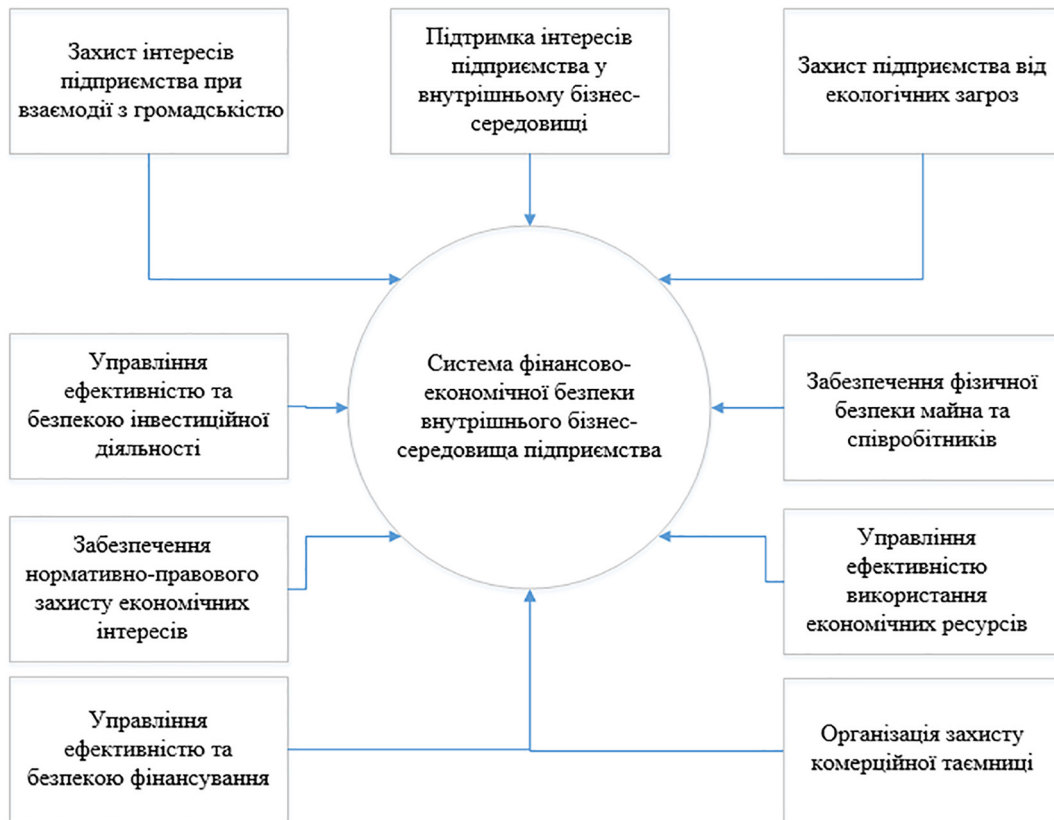 Захист інтересів
підприємства при
взаємодії з громадськістю
Підтримка інтересів
підприємства у
внутрішньому бізнес-
середовищі
Захист підприємства від
екологічних загроз
Управління
ефективністю та
безпекою інвестиційної
діяльності
Система фінансово-
економічної безпеки
внутрішнього бізнес-
середовища підприємства
Забезпечення фізичної
безпеки майна та
співробітників
Забезпечення
нормативно-правового
захисту економічних
інтересів
Управління
ефективністю
використання
економічних ресурсів
Управління
ефективністю та
безпекою фінансування
Організація захисту
комерційної таємниці